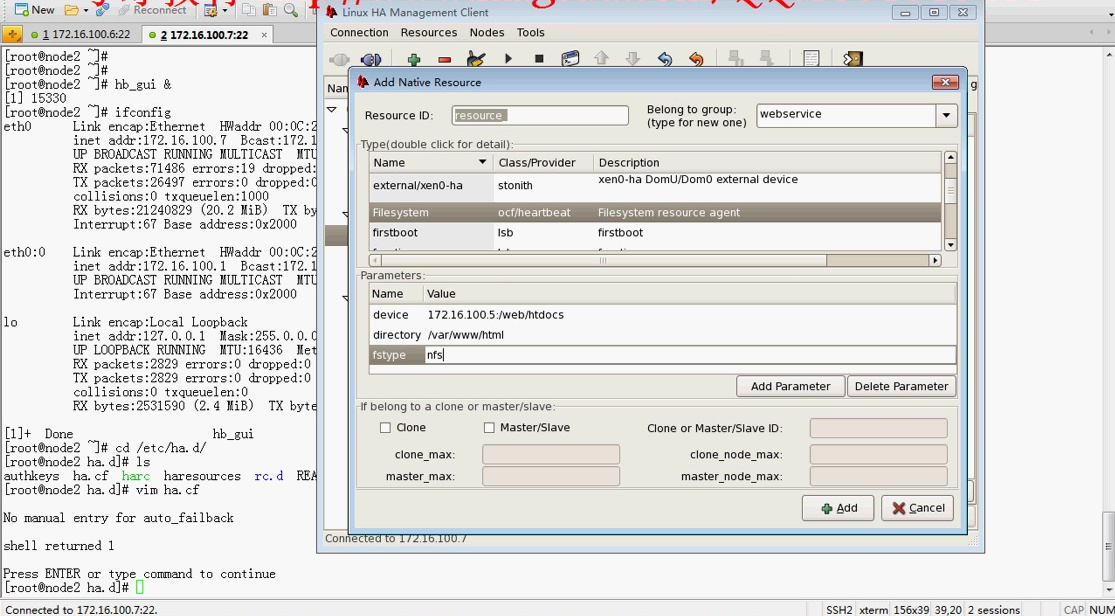 New
Reconnect
1 172.16.100.6:22
2 172.16.100.7:22
[root@node2 ~]#
[root@node2 ~]#
[root@node2 ~]# hb_gui &
[1] 15330
[root@node2 ~]# ifconfig
eth0 Link encap:Ethernet HWaddr 00:0C:2
inet addr:172.16.100.7 Bcast:172.1
UP BROADCAST RUNNING MULTICAST MTU
RX packets:71486 errors:19 dropped:
TX packets:26497 errors:0 dropped:0
collisions:0 txqueuelen:1000
RX bytes:21240829 (20.2 MiB) TX by
Interrupt:67 Base address:0x2000
eth0:0 Link encap:Ethernet HWaddr 00:0C:2
inet addr:172.16.100.1 Bcast:172.1
UP BROADCAST RUNNING MULTICAST MTU
Interrupt:67 Base address:0x2000
lo Link encap:Local Loopback
inet addr:127.0.0.1 Mask:255.0.0.0
UP LOOPBACK RUNNING MTU:16436 Met
RX packets:2829 errors:0 dropped:0
TX packets:2829 errors:0 dropped:0
collisions:0 txqueuelen:0
RX bytes:2531590 (2.4 MiB) TX byte
[1]+ Done hb_gui
[root@node2 ~]# cd /etc/ha.d/
[root@node2 ha.d]# ls
authkeys ha.cf harc haresources rc.d REA
[root@node2 ha.d]# vim ha.cf
No manual entry for auto_failback
shell returned 1
Press ENTER or type command to continue
[root@node2 ha.d]#
Linux HA Management Client
Connection Resources Nodes Tools
Nam
Add Native Resource
Resource ID: resource_
Belong to group:
(type for new one)
webservice
Type(double click for detail):
Name Class/Provider Description
external/xen0-ha stonith xen0-ha DomU/Dom0 external device
Filesystem ocf/heartbeat Filesystem resource agent
firstboot lsb firstboot
Parameters:
Name Value
device 172.16.100.5:/web/htdocs
directory /var/www/html
fstype nfs
Add Parameter Delete Parameter
If belong to a clone or master/slave:
Clone Master/Slave Clone or Master/Slave ID:
clone_max: clone_node_max:
master_max: master_node_max:
Add Cancel
Connected to 172.16.100.7
Connected to 172.16.100.7:22. SSH2 xterm 156x39 39,20 2 sessions CAP NUM